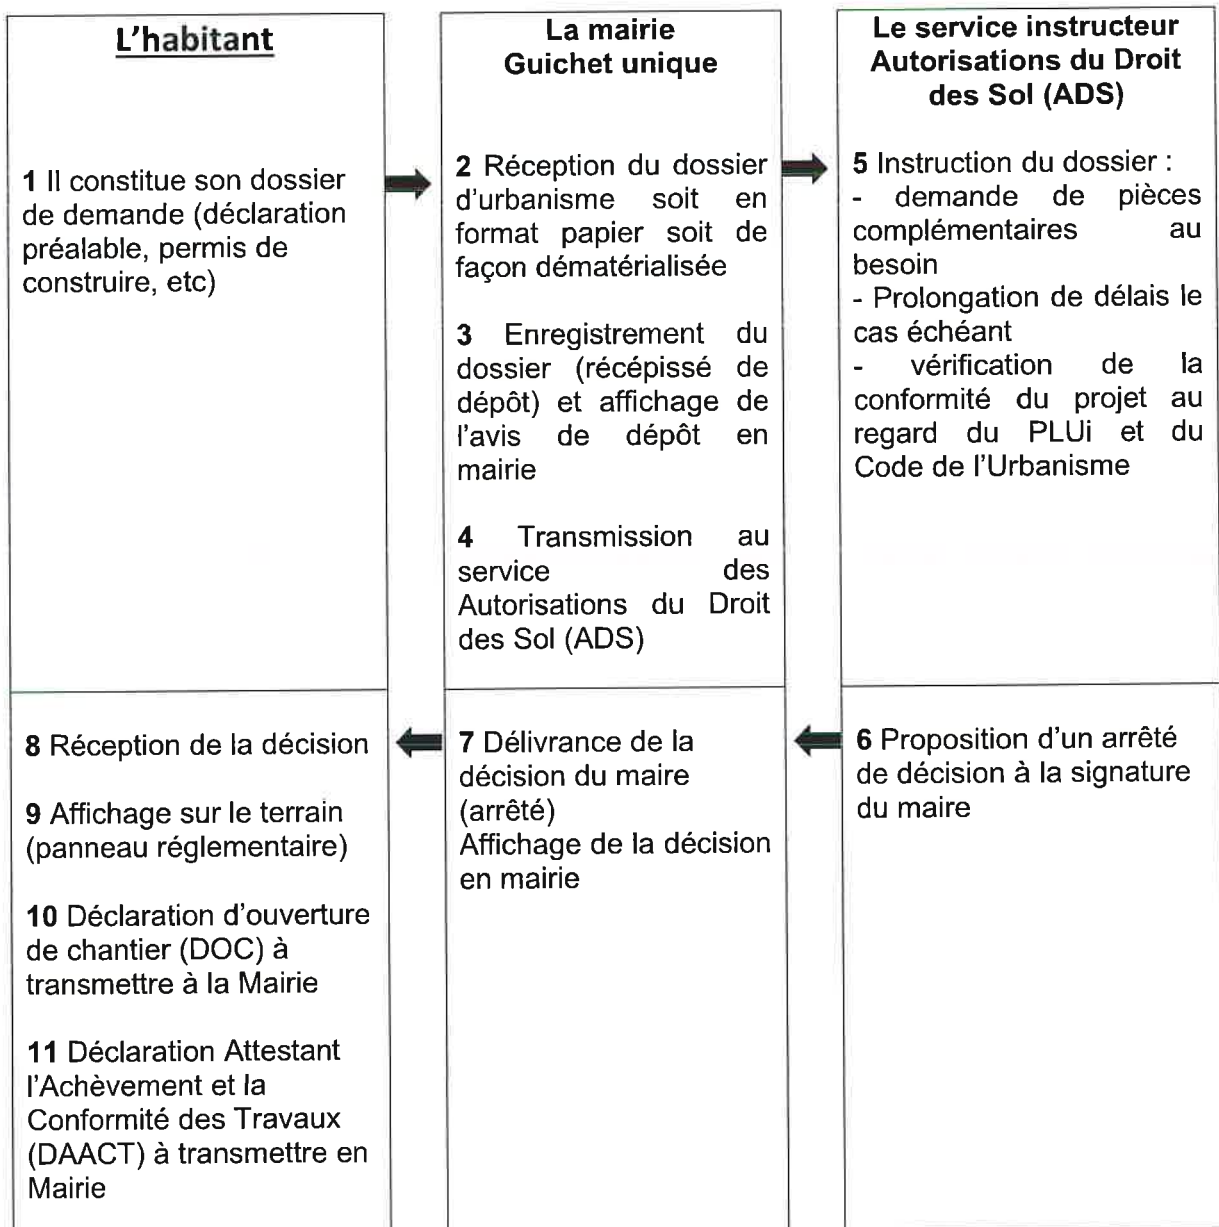 L'habitant
1 Il constitue son dossier
de demande (déclaration
préalable, permis de
construire, etc)
La mairie
Guichet unique
2 Réception du dossier
d'urbanisme soit en
format papier soit de
façon dématérialisée
3 Enregistrement du
dossier (récépissé de
dépôt) et affichage de
l'avis de dépôt en
mairie
4 Transmission au
service des
Autorisations du Droit
des Sol (ADS)
Le service instructeur
Autorisations du Droit
des Sol (ADS)
5 Instruction du dossier :
- demande de pièces
complémentaires au
besoin
- Prolongation de délais le
cas échéant
- vérification de la
conformité du projet au
regard du PLUi et du
Code de l'Urbanisme
6 Proposition d'un arrêté
de décision à la signature
du maire
7 Délivrance de la
décision du maire
(arrêté)
Affichage de la décision
en mairie
8 Réception de la décision
9 Affichage sur le terrain
(panneau réglementaire)
10 Déclaration d'ouverture
de chantier (DOC) à
transmettre à la Mairie
11 Déclaration Attestant
l'Achèvement et la
Conformité des Travaux
(DAACT) à transmettre en
Mairie